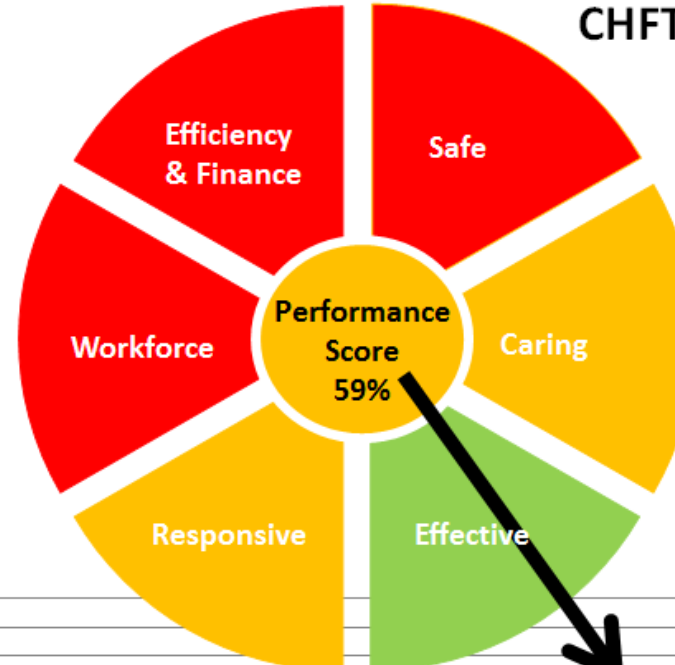 CHFT
Efficiency
& Finance
Safe
Workforce
Performance
Score
59%
Caring
Responsive
Effective